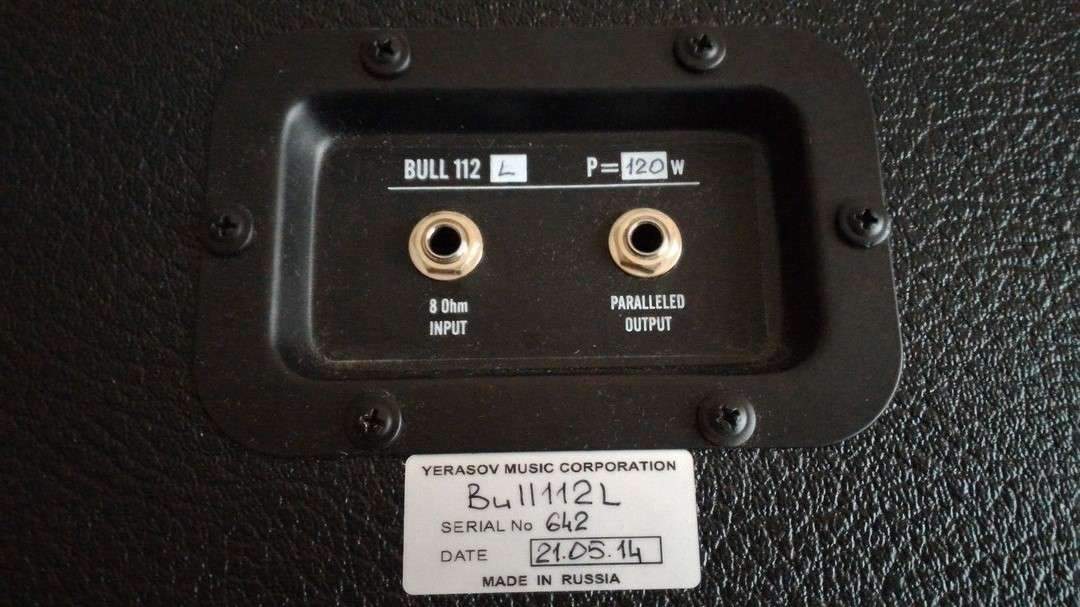 BULL 112 L P=120 W
8 Ohm
INPUT
PARALLELED
OUTPUT
YERASOV MUSIC CORPORATION
Bull112L
SERIAL No 642
DATE 21.05.14
MADE IN RUSSIA